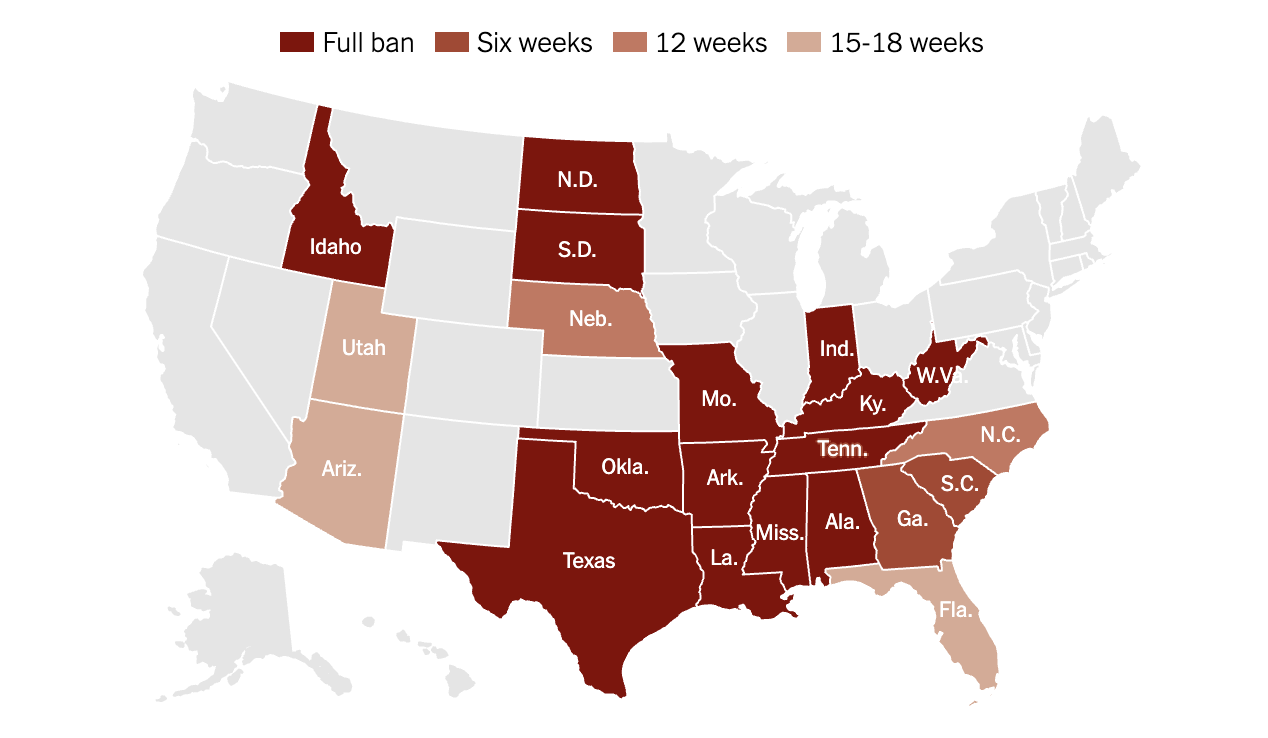 Full ban Six weeks 12 weeks 15-18 weeks
N.D.
Idaho
S.D.
Neb.
Utah
Ind.
W.Va.
Mo.
Ky.
N.C.
Tenn.
Ariz.
Okla.
Ark.
S.C.
Ga.
Ala.
Miss.
La.
Texas
Fla.